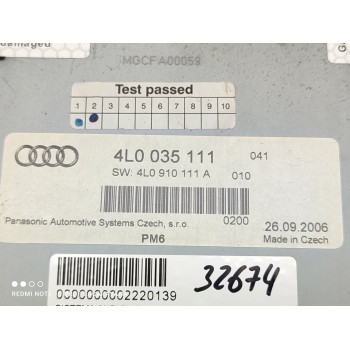 damaged
G
MGCFA00059
Test passed
1 2 3 4 5 6 7 8 9 10
4L0 035 111 041
SW: 4L0 910 111 A 010
Panasonic Automotive Systems Czech, s.r.o. 0200 26.09.2006
PM6 Made in Czech
32674
0000000002220139
REDMI NOT